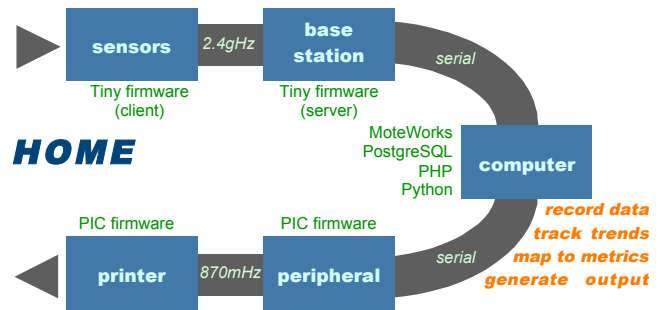 sensors
2.4gHz
base
station
serial
Tiny firmware
(client)
Tiny firmware
(server)
HOME
MoteWorks
PostgreSQL
PHP
Python
computer
record data
track trends
map to metrics
generate output
PIC firmware
PIC firmware
printer
870mHz
peripheral
serial